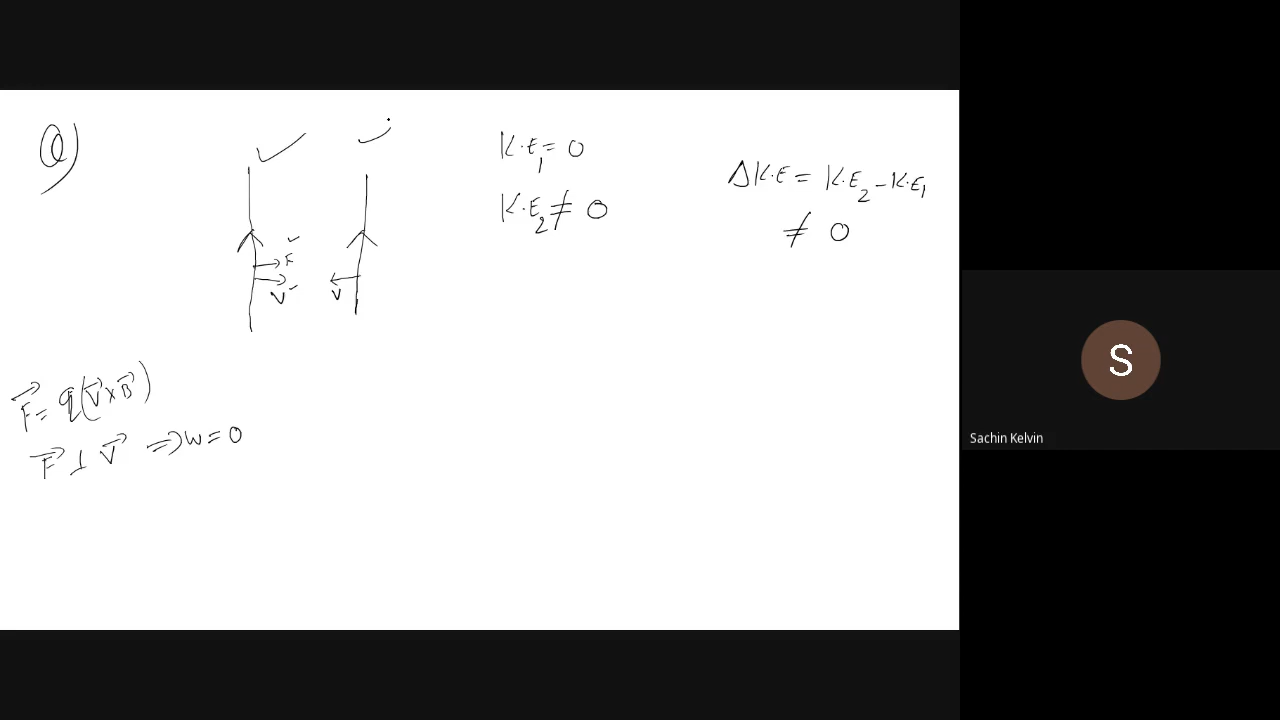 Q)
K.E₁ = 0
K.E₂ ≠ 0
ΔK.E = K.E₂ - K.E₁
≠ 0
F
V
V
F⃗ = q(V⃗ × B⃗)
F⃗ ⊥ V⃗ ⇒ W = 0
S
Sachin Kelvin